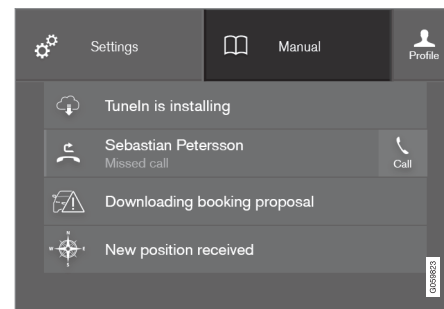 Settings
Manual
Profile
TuneIn is installing
Sebastian Petersson
Missed call
Call
Downloading booking proposal
N
W
E
S
New position received
G059823